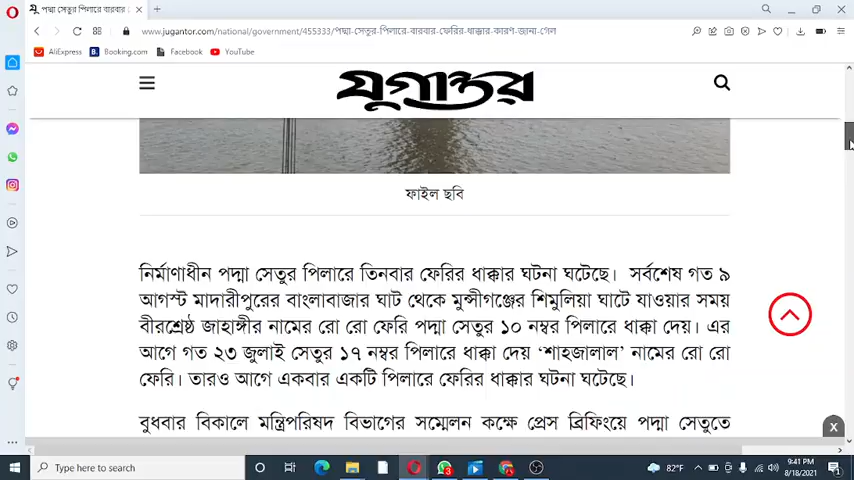 পদ্মা সেতুর পিলারে বারবার
www.jugantor.com/national/government/455333/পদ্মা-সেতুর-পিলারে-বারবার-ফেরির-ধাক্কার-কারণ-জানা-গেল
AliExpress Booking.com Facebook YouTube
যুগান্তর
ফাইল ছবি
নির্মাণাধীন পদ্মা সেতুর পিলারে তিনবার ফেরির ধাক্কার ঘটনা ঘটেছে। সর্বশেষ গত ৯
আগস্ট মাদারীপুরের বাংলাবাজার ঘাট থেকে মুন্সীগঞ্জের শিমুলিয়া ঘাটে যাওয়ার সময়
বীরশ্রেষ্ঠ জাহাঙ্গীর নামের রো রো ফেরি পদ্মা সেতুর ১০ নম্বর পিলারে ধাক্কা দেয়। এর
আগে গত ২৩ জুলাই সেতুর ১৭ নম্বর পিলারে ধাক্কা দেয় ‘শাহজালাল’ নামের রো রো
ফেরি। তারও আগে একবার একটি পিলারে ফেরির ধাক্কার ঘটনা ঘটেছে।
বুধবার বিকালে মন্ত্রিপরিষদ বিভাগের সম্মেলন কক্ষে প্রেস ব্রিফিংয়ে পদ্মা সেতুতে
X
Type here to search
3
82°F
9:41 PM
8/18/2021
1